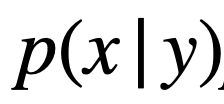 p(x | y)